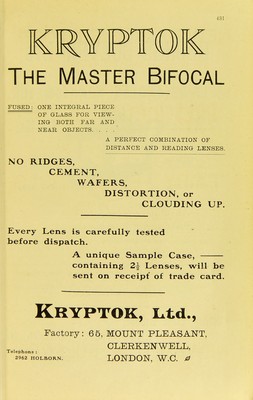 KRYPTOK
THE MASTER BIFOCAL
FUSED: ONE INTEGRAL PIECE
OF GLASS FOR VIEW-
ING BOTH FAR AND
NEAR OBJECTS. . . .
A PERFECT COMBINATION OF
DISTANCE AND READING LENSES.
NO RIDGES,
CEMENT,
WAFERS,
DISTORTION, or
CLOUDING UP.
Every Lens is carefully tested
before dispatch.
A unique Sample Case, ——
containing 2½ Lenses, will be
sent on receipt of trade card.
KRYPTOK, Ltd.,
Factory: 65, MOUNT PLEASANT,
CLERKENWELL,
Telephone:
2982 HOLBORN.
LONDON, W.C.